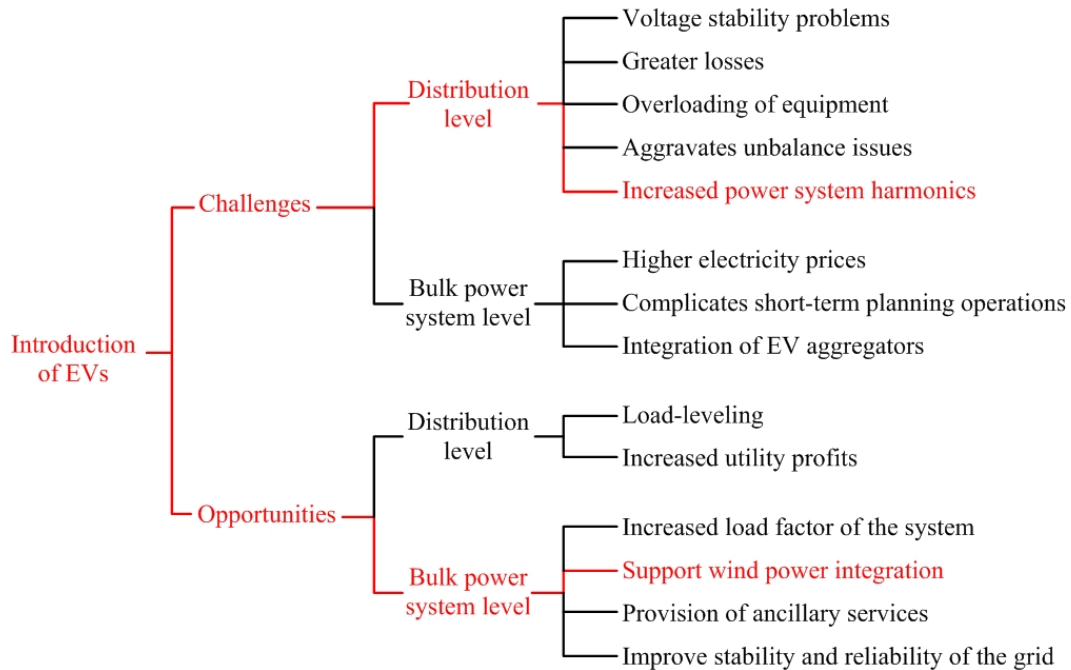 Voltage stability problems
Greater losses
Distribution
level
Overloading of equipment
Aggravates unbalance issues
Increased power system harmonics
Challenges
Higher electricity prices
Bulk power
system level
Complicates short-term planning operations
Integration of EV aggregators
Introduction
of EVs
Distribution
level
Load-leveling
Increased utility profits
Opportunities
Increased load factor of the system
Bulk power
system level
Support wind power integration
Provision of ancillary services
Improve stability and reliability of the grid